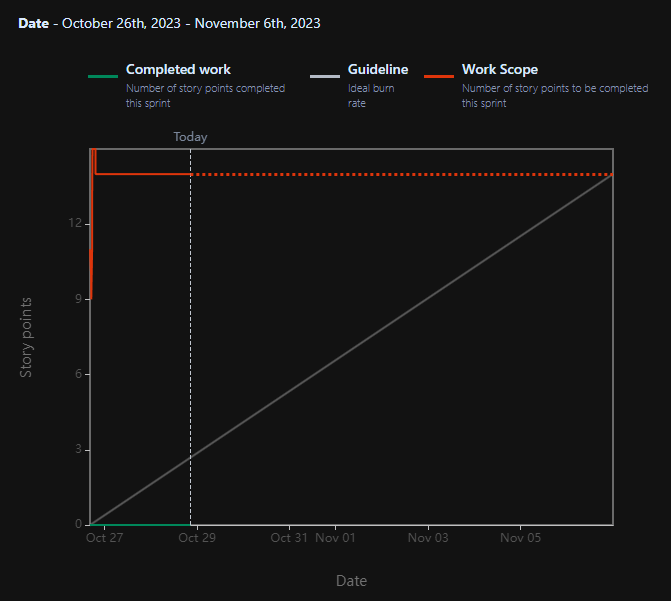 Date - October 26th, 2023 - November 6th, 2023
Completed work
Number of story points completed
this sprint
Guideline
Ideal burn
rate
Work Scope
Number of story points to be completed
this sprint
Today
12
9
6
3
0
Story points
Oct 27
Oct 29
Oct 31
Nov 01
Nov 03
Nov 05
Date